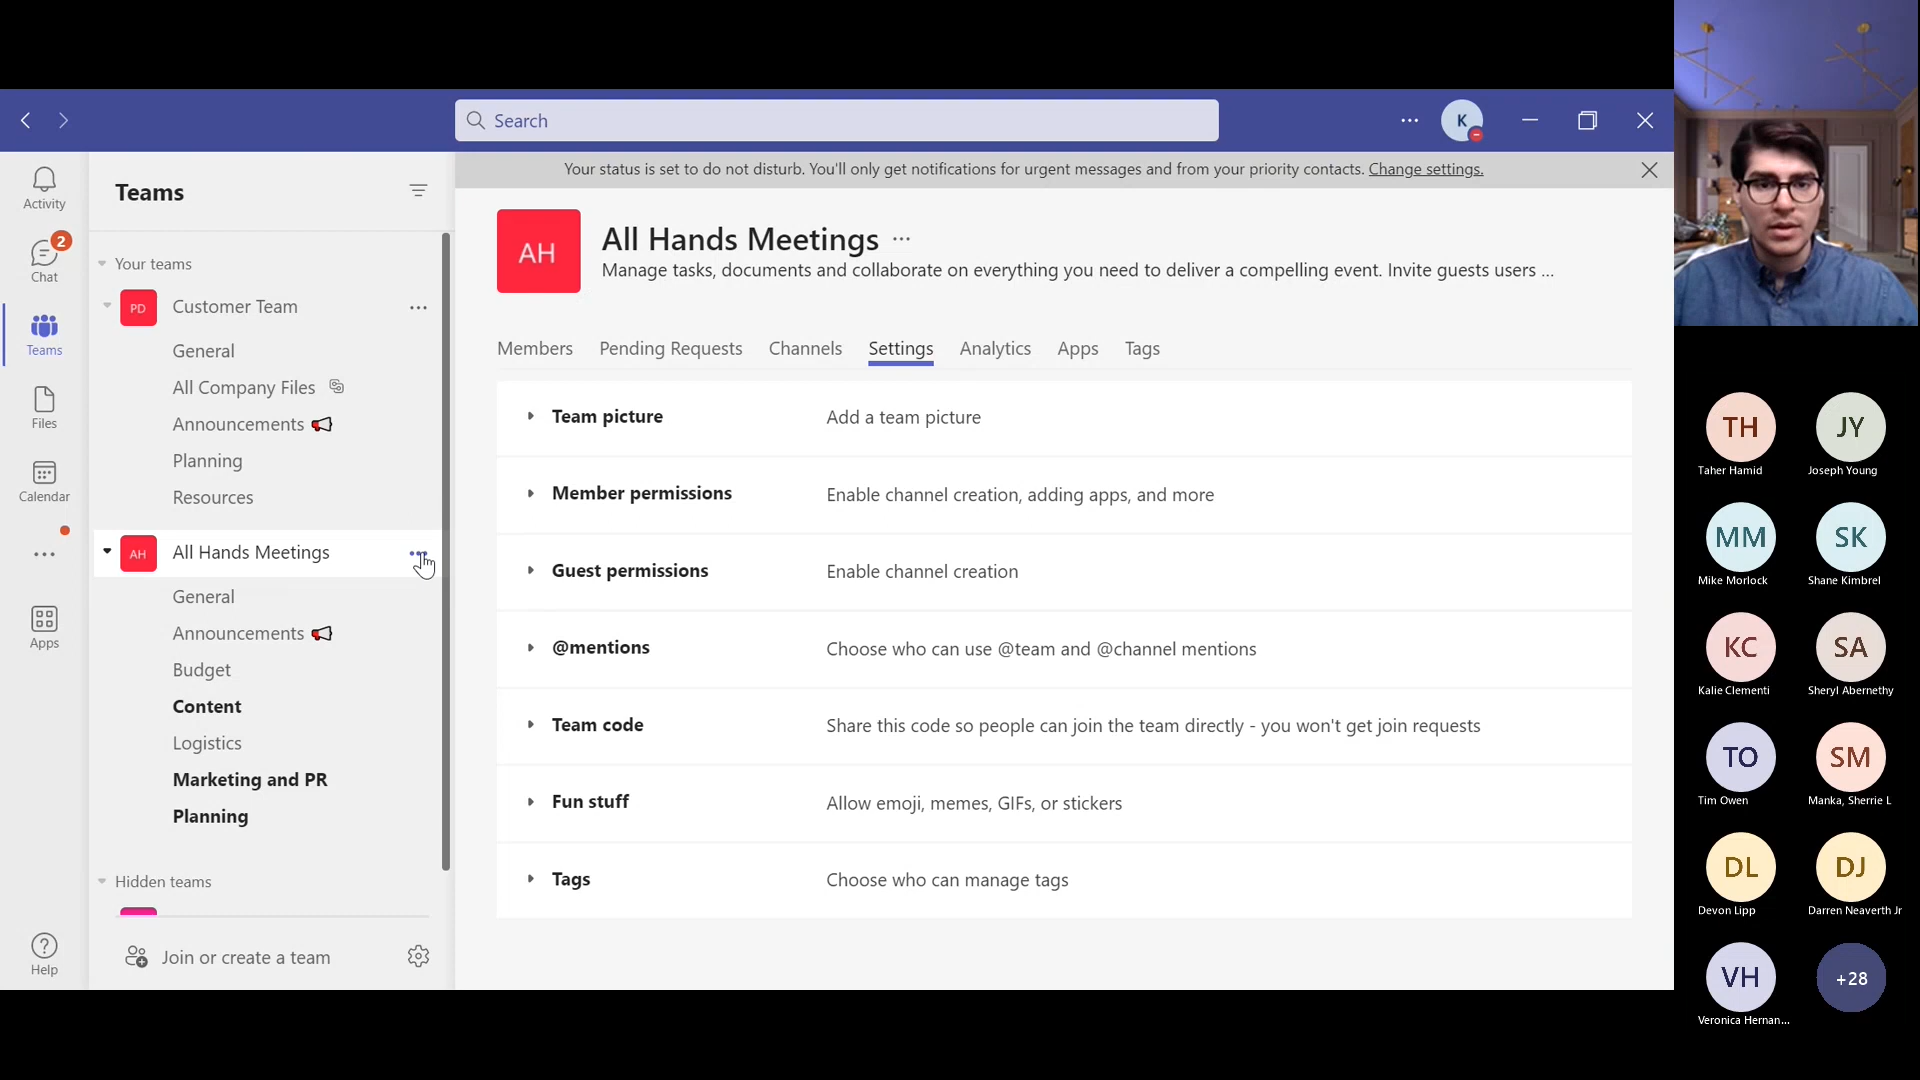 Search
K
Activity
2
Chat
Teams
Files
Calendar
Apps
Help
Teams
Your teams
PD Customer Team
General
All Company Files
Announcements
Planning
Resources
AH All Hands Meetings
General
Announcements
Budget
Content
Logistics
Marketing and PR
Planning
Hidden teams
Join or create a team
Your status is set to do not disturb. You'll only get notifications for urgent messages and from your priority contacts. Change settings.
AH
All Hands Meetings ...
Manage tasks, documents and collaborate on everything you need to deliver a compelling event. Invite guests users ...
Members Pending Requests Channels Settings Analytics Apps Tags
Team picture Add a team picture
Member permissions Enable channel creation, adding apps, and more
Guest permissions Enable channel creation
@mentions Choose who can use @team and @channel mentions
Team code Share this code so people can join the team directly - you won't get join requests
Fun stuff Allow emoji, memes, GIFs, or stickers
Tags Choose who can manage tags
TH JY
Taher Hamid Joseph Young
MM SK
Mike Morlock Shane Kimbrel
KC SA
Kalie Clementi Sheryl Abernethy
TO SM
Tim Owen Manka, Sherrie L
DL DJ
Devon Lipp Darren Neaverth Jr
VH +28
Veronica Hernan...